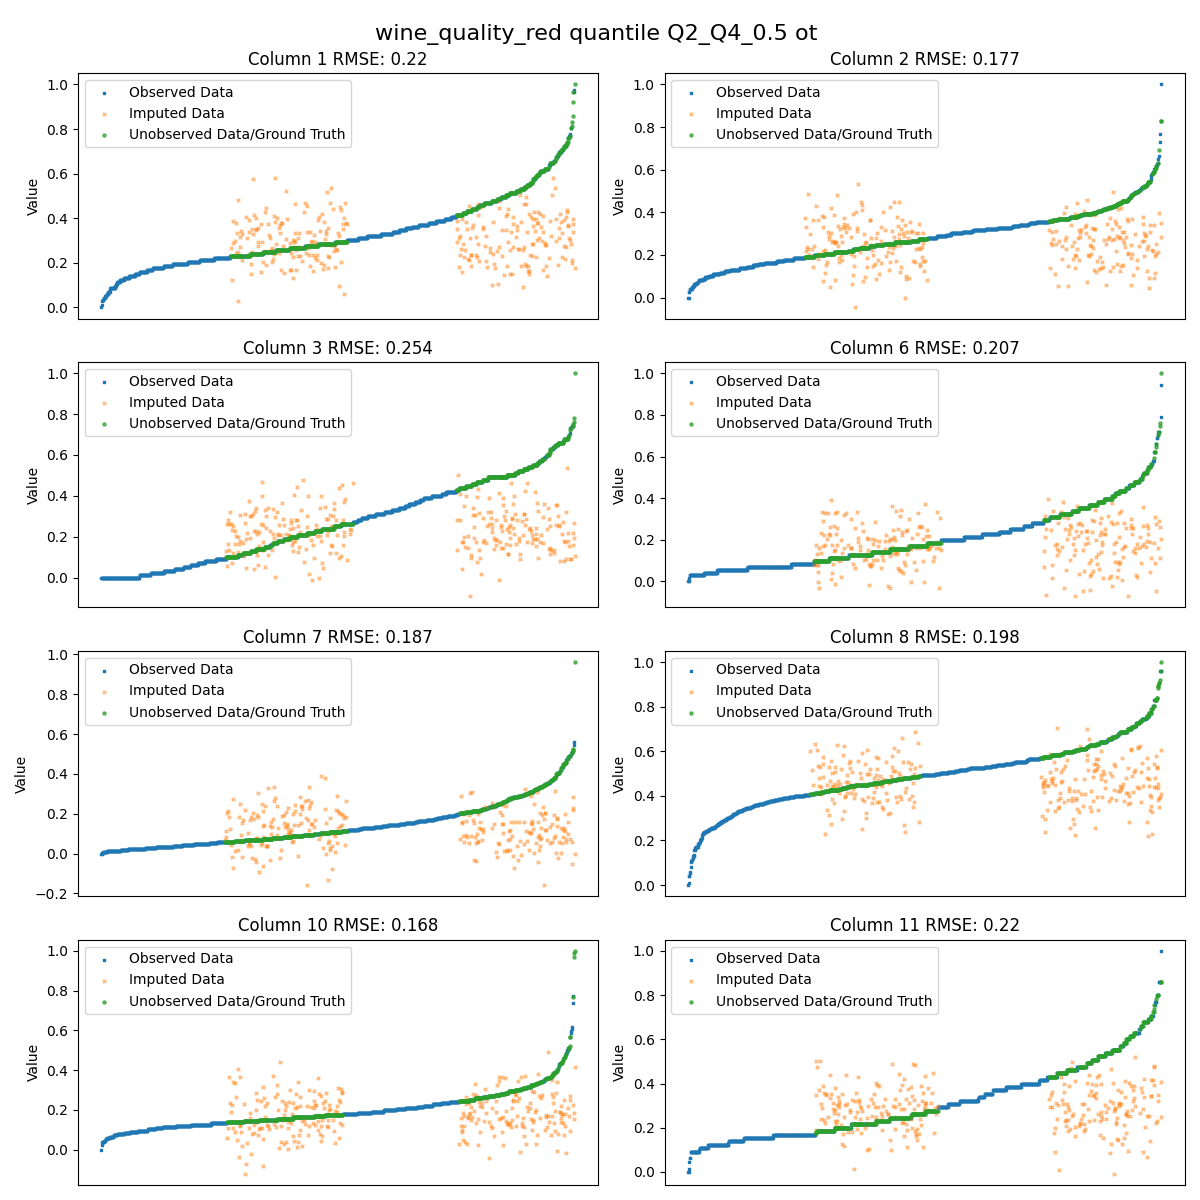 wine_quality_red quantile Q2_Q4_0.5 ot
Column 1 RMSE: 0.22
Value
1.0
0.8
0.6
0.4
0.2
0.0
Observed Data
Imputed Data
Unobserved Data/Ground Truth
Column 2 RMSE: 0.177
Value
1.0
0.8
0.6
0.4
0.2
0.0
Observed Data
Imputed Data
Unobserved Data/Ground Truth
Column 3 RMSE: 0.254
Value
1.0
0.8
0.6
0.4
0.2
0.0
Observed Data
Imputed Data
Unobserved Data/Ground Truth
Column 6 RMSE: 0.207
Value
1.0
0.8
0.6
0.4
0.2
0.0
Observed Data
Imputed Data
Unobserved Data/Ground Truth
Column 7 RMSE: 0.187
Value
1.0
0.8
0.6
0.4
0.2
0.0
−0.2
Observed Data
Imputed Data
Unobserved Data/Ground Truth
Column 8 RMSE: 0.198
Value
1.0
0.8
0.6
0.4
0.2
0.0
Observed Data
Imputed Data
Unobserved Data/Ground Truth
Column 10 RMSE: 0.168
Value
1.0
0.8
0.6
0.4
0.2
0.0
Observed Data
Imputed Data
Unobserved Data/Ground Truth
Column 11 RMSE: 0.22
Value
1.0
0.8
0.6
0.4
0.2
0.0
Observed Data
Imputed Data
Unobserved Data/Ground Truth